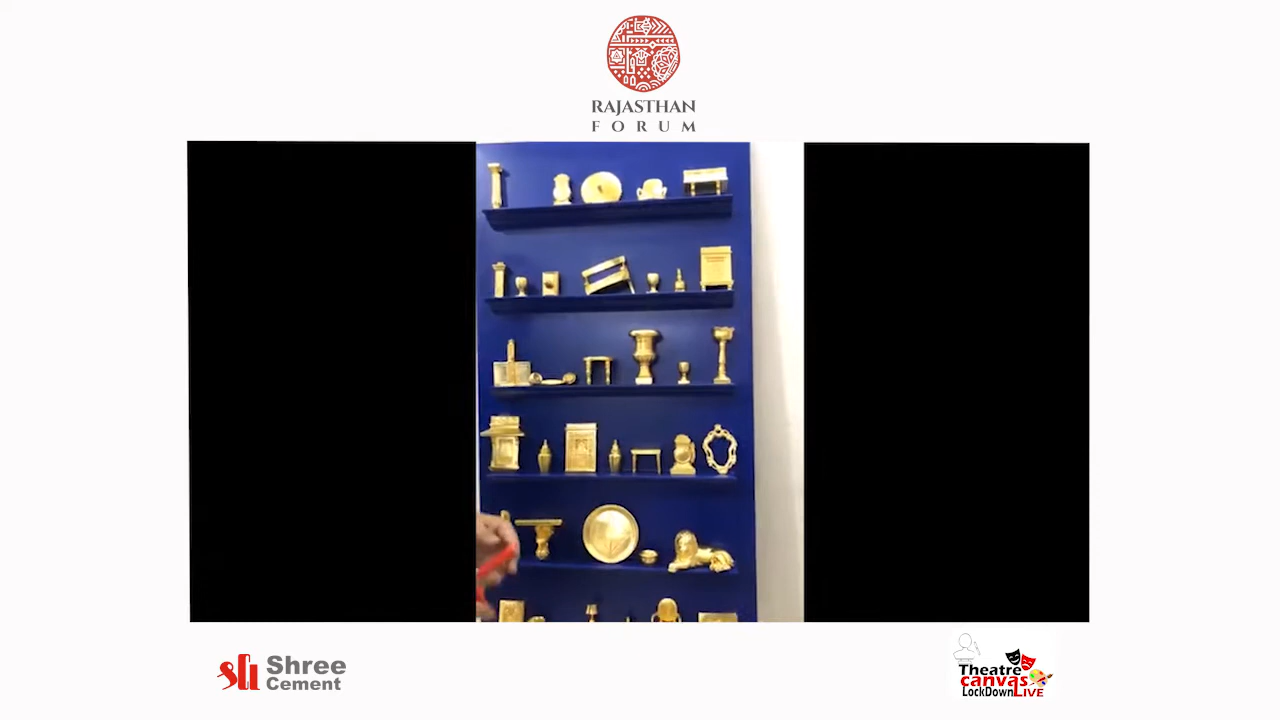 RAJASTHAN
FORUM
Shree
Cement
Theatre
canvas
LockDown LIVE